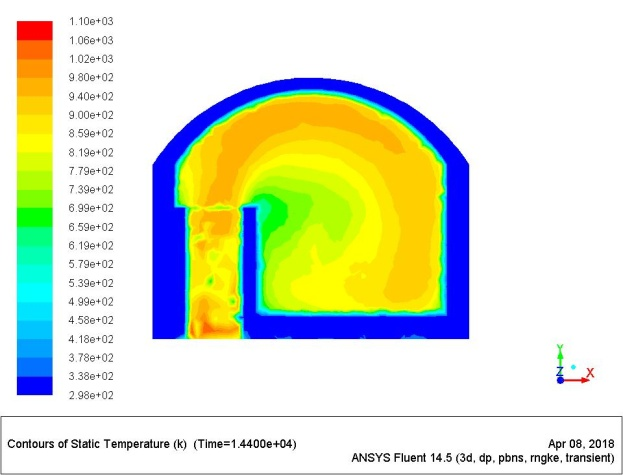 1.10e+03
1.06e+03
1.02e+03
9.80e+02
9.40e+02
9.00e+02
8.59e+02
8.19e+02
7.79e+02
7.39e+02
6.99e+02
6.59e+02
6.19e+02
5.79e+02
5.39e+02
4.99e+02
4.58e+02
4.18e+02
3.78e+02
3.38e+02
2.98e+02
Y
Z X
Contours of Static Temperature (k) (Time=1.4400e+04) Apr 08, 2018
ANSYS Fluent 14.5 (3d, dp, pbns, rngke, transient)